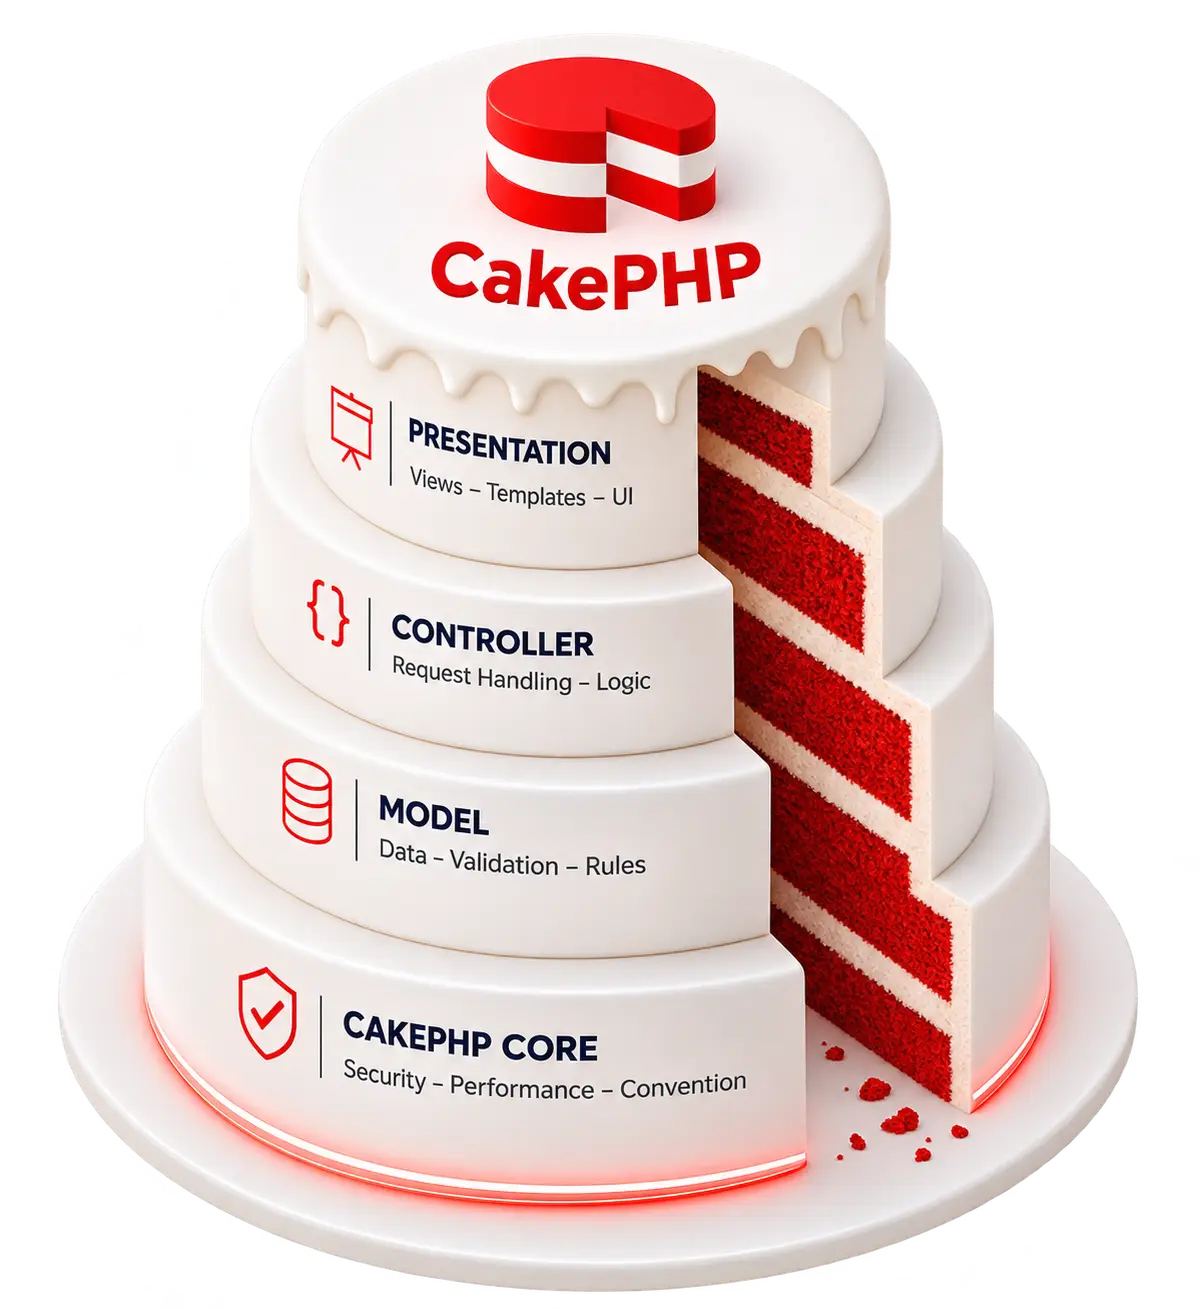 CakePHP
PRESENTATION
Views – Templates – UI
CONTROLLER
Request Handling – Logic
MODEL
Data – Validation – Rules
CAKEPHP CORE
Security – Performance – Convention